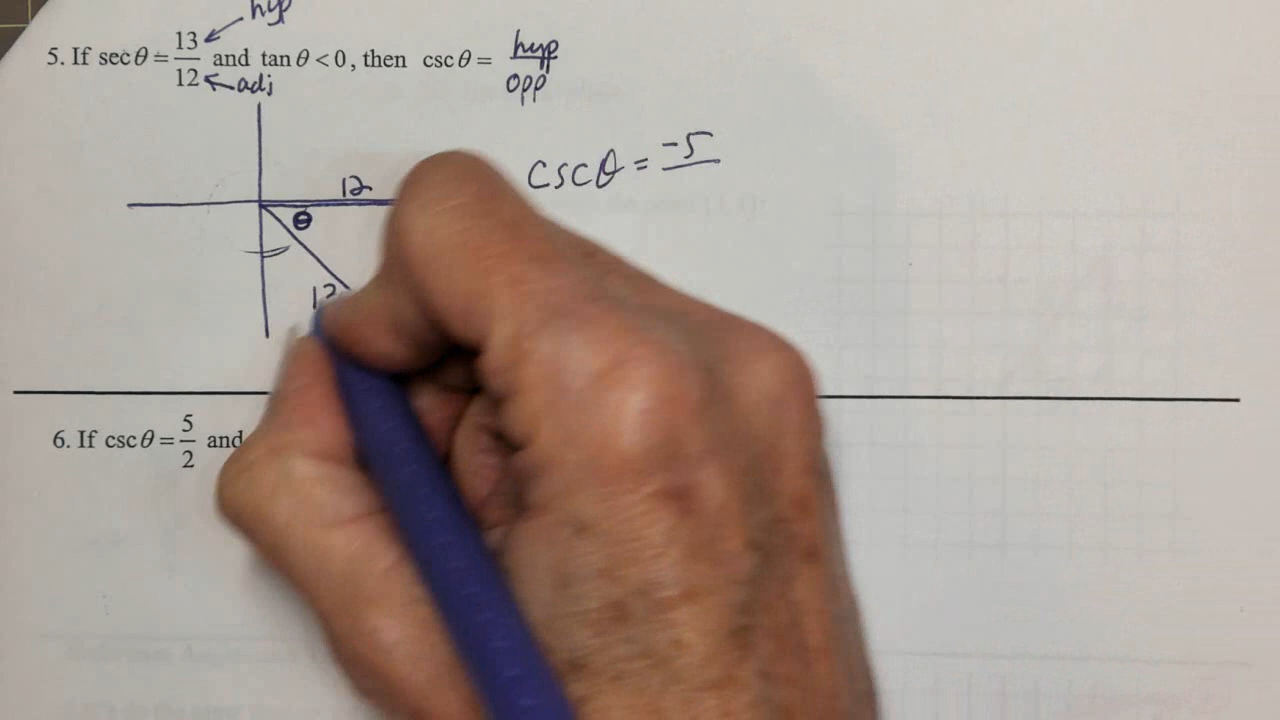 hyp
5. If sec θ = 13/12 and tan θ < 0, then csc θ = hyp/opp
adj
csc θ = -5
12
θ
6. If csc θ = 5/2 and